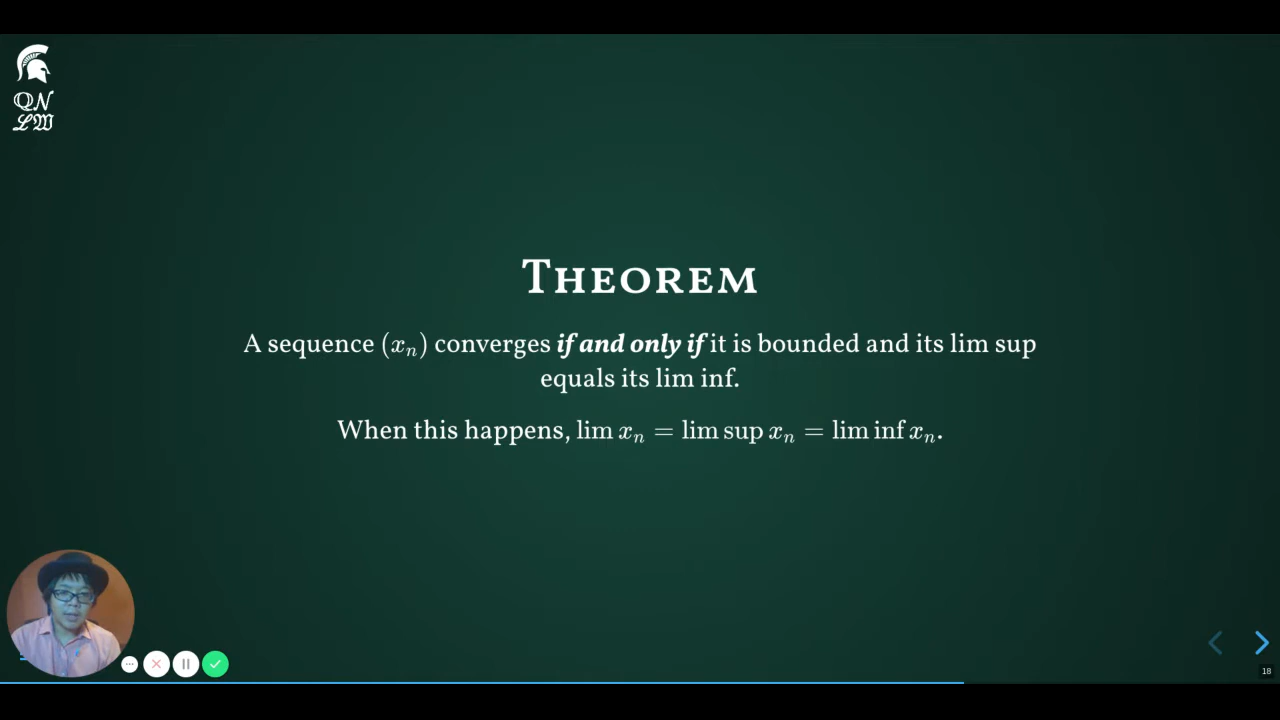 QN
LW
THEOREM
A sequence (xₙ) converges if and only if it is bounded and its lim sup
equals its lim inf.
When this happens, lim xₙ = lim sup xₙ = lim inf xₙ.
18